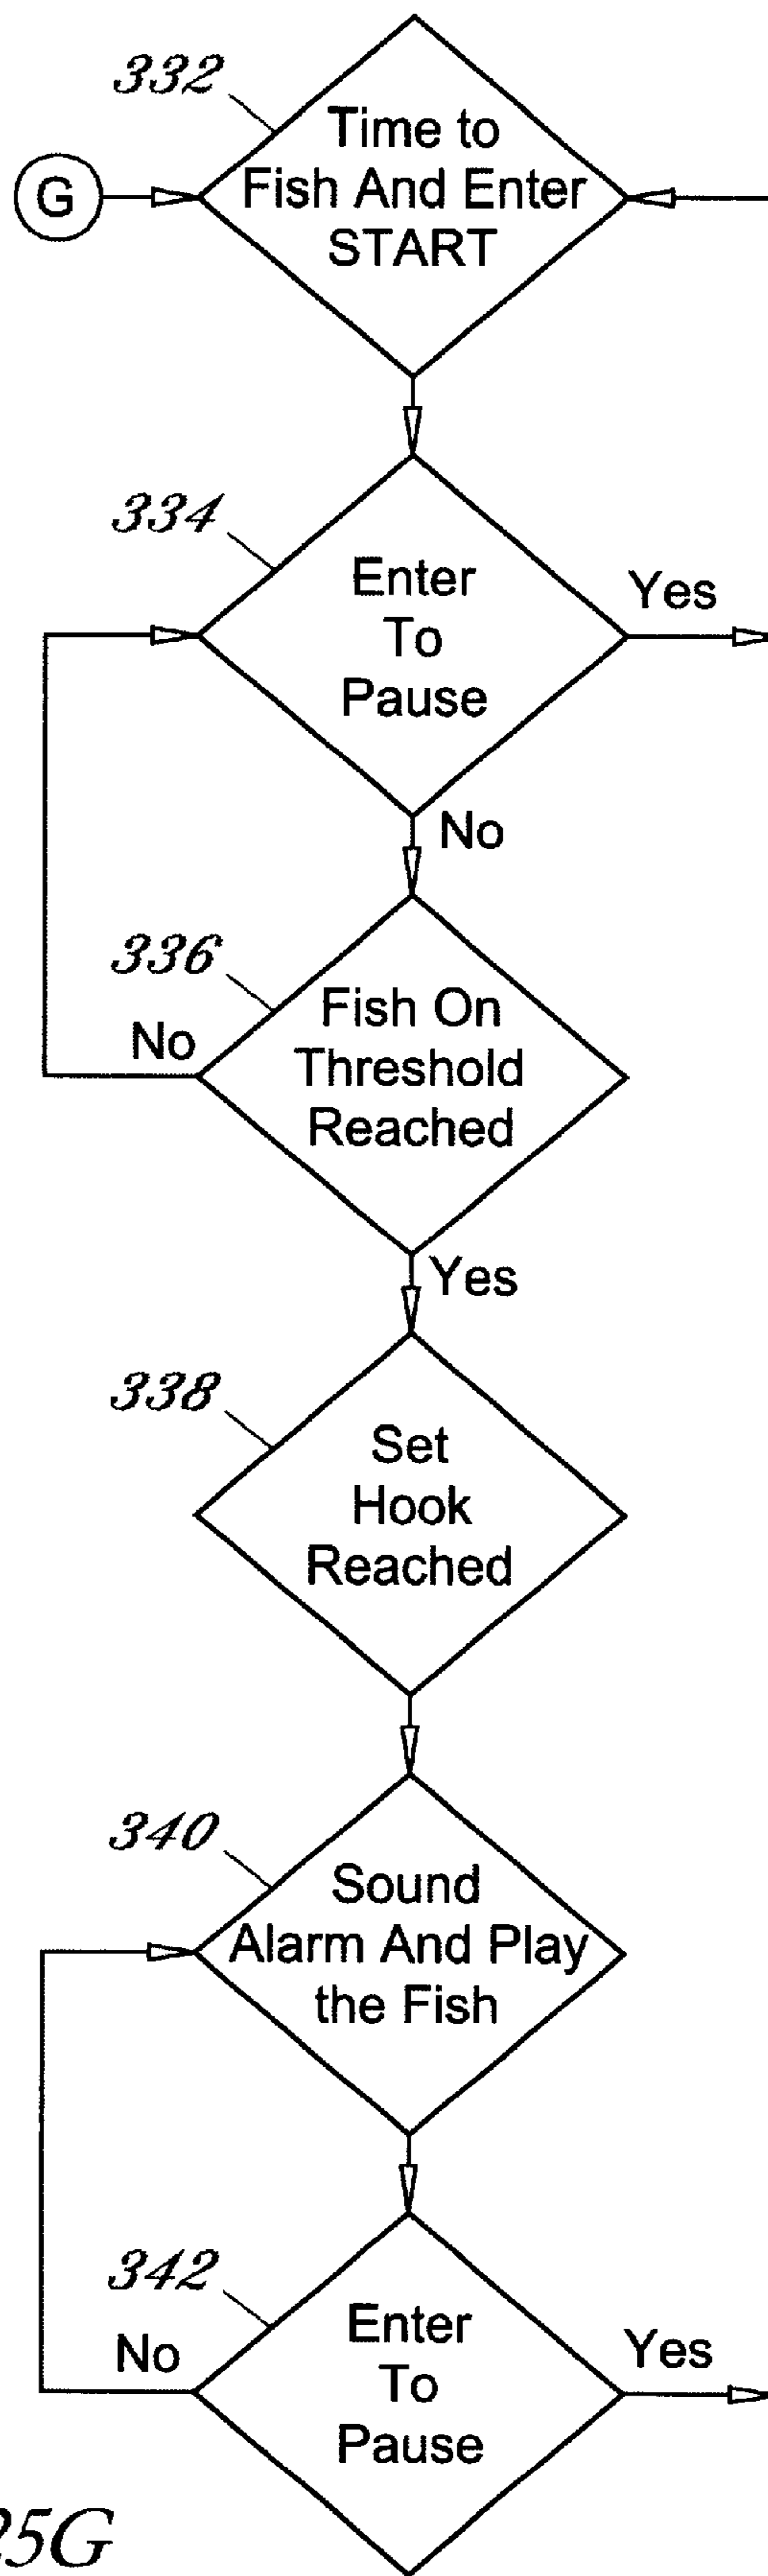 332
Time to
Fish And Enter
START
G
334
Enter
To
Pause
Yes
No
336
Fish On
Threshold
Reached
No
Yes
338
Set
Hook
Reached
340
Sound
Alarm And Play
the Fish
342
Enter
To
Pause
No
Yes
25G